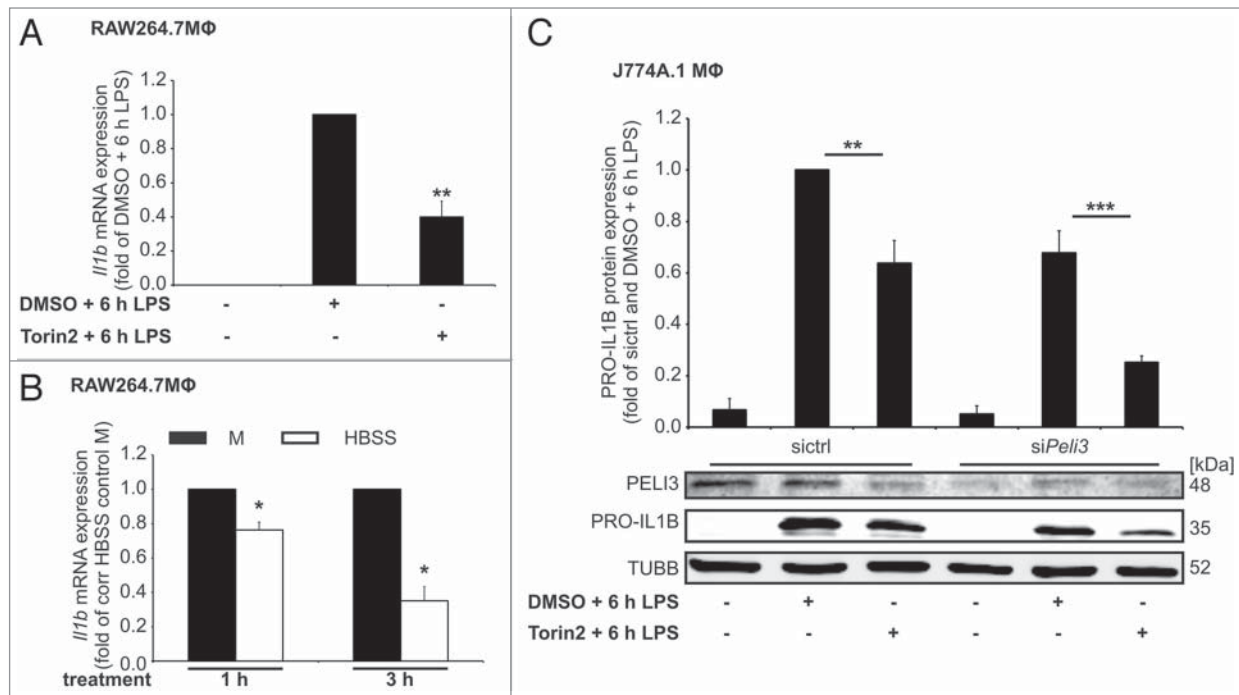 A
RAW264.7MΦ
Il1b mRNA expression
(fold of DMSO + 6 h LPS)
1.2
1.0
0.8
0.6
0.4
0.2
0.0
**
DMSO + 6 h LPS - + -
Torin2 + 6 h LPS - - +
B
RAW264.7MΦ
M HBSS
Il1b mRNA expression
(fold of corr HBSS control M)
1.2
1.0
0.8
0.6
0.4
0.2
0.0
*
*
treatment 1 h 3 h
C
J774A.1 MΦ
PRO-IL1B protein expression
(fold of sictrl and DMSO + 6 h LPS)
1.2
1.0
0.8
0.6
0.4
0.2
0.0
**
***
sictrl siPeli3
[kDa]
PELI3 48
PRO-IL1B 35
TUBB 52
DMSO + 6 h LPS - + - - + -
Torin2 + 6 h LPS - - + - - +